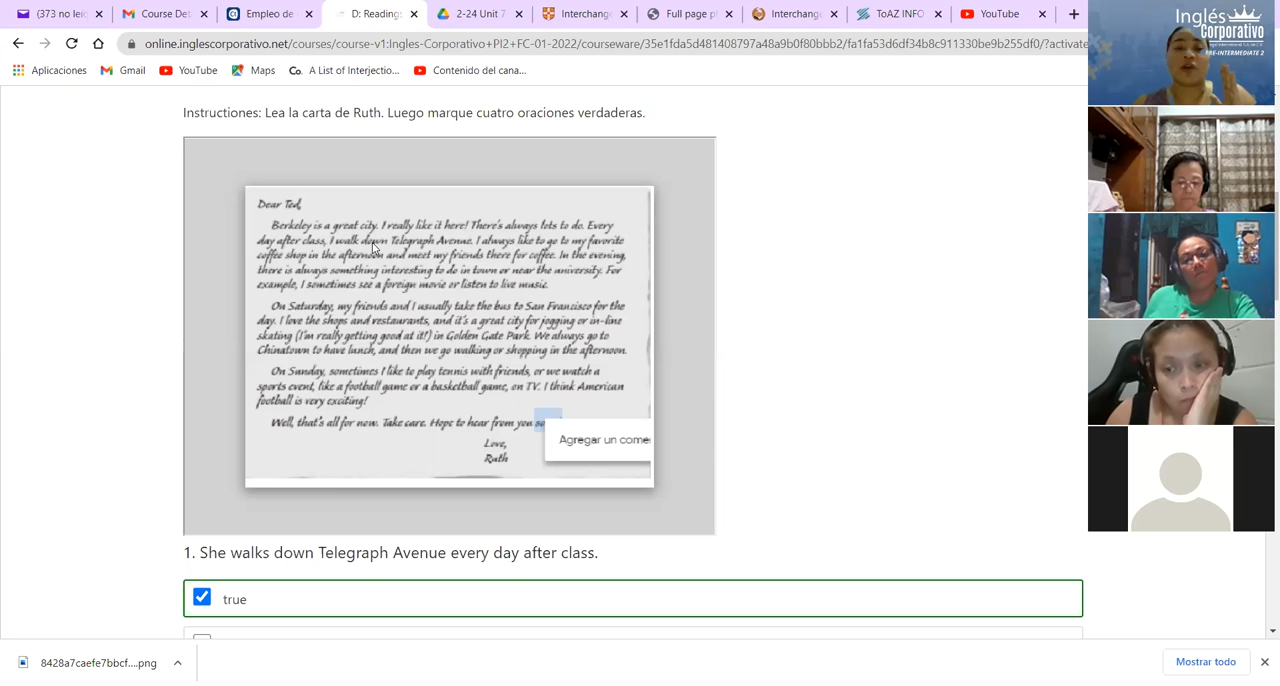 (373 no leíd
Course Det
Empleo de
D: Readings
2-24 Unit 7
Interchange
Full page p
Interchang
ToAZ INFO
YouTube
online.inglescorporativo.net/courses/course-v1:Ingles-Corporativo+PI2+FC-01-2022/courseware/35e1fda5d481408797a48a9b0f80bbb2/fa1fa53d6df34b8c911330be9b255df0/?activate
Aplicaciones
Gmail
YouTube
Maps
A List of Interjectio...
Contenido del cana...
Inglés
Corporativo
PRE-INTERMEDIATE 2
Instructiones: Lea la carta de Ruth. Luego marque cuatro oraciones verdaderas.
Dear Ted,
Berkeley is a great city. I really like it here! There's always lots to do. Every
day after class, I walk down Telegraph Avenue. I always like to go to my favorite
coffee shop in the afternoon and meet my friends there for coffee. In the evening,
there is always something interesting to do in town or near the university. For
example, I sometimes see a foreign movie or listen to live music.
On Saturday, my friends and I usually take the bus to San Francisco for the
day. I love the shops and restaurants, and it's a great city for jogging or in-line
skating (I'm really getting good at it!) in Golden Gate Park. We always go to
Chinatown to have lunch, and then we go walking or shopping in the afternoon.
On Sunday, sometimes I like to play tennis with friends, or we watch a
sports event, like a football game or a basketball game, on TV. I think American
football is very exciting!
Well, that's all for now. Take care. Hope to hear from you so
Agregar un come
Love,
Ruth
1. She walks down Telegraph Avenue every day after class.
true
8428a7caefe7bbcf....png
Mostrar todo